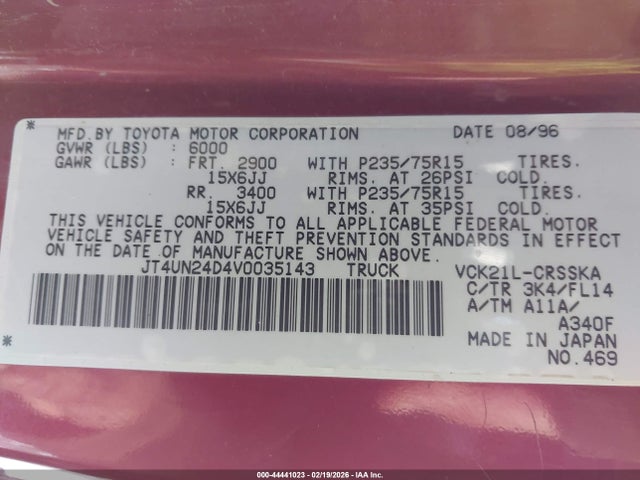 * MFD.BY TOYOTA MOTOR CORPORATION DATE 08/96
GVWR (LBS) : 6000
GAWR (LBS) : FRT. 2900 WITH P235/75R15 TIRES.
15X6JJ RIMS. AT 26PSI COLD.
RR. 3400 WITH P235/75R15 TIRES.
15X6JJ RIMS. AT 35PSI COLD.
THIS VEHICLE CONFORMS TO ALL APPLICABLE FEDERAL MOTOR
VEHICLE SAFETY AND THEFT PREVENTION STANDARDS IN EFFECT
ON THE DATE OF MANUFACTURE SHOWN ABOVE.
JT4UN24D4V0035143 TRUCK VCK21L-CRSSKA
C/TR 3K4/FL14
A/TM A11A/
A340F
* MADE IN JAPAN
NO.469
000-44441023 - 02/19/2026 - IAA Inc.